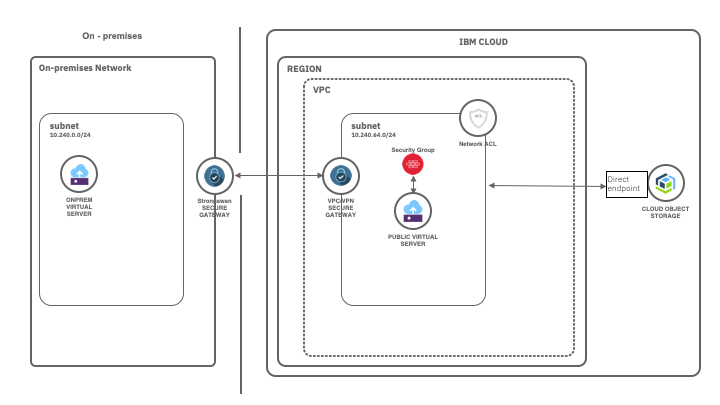 On - premises
IBM CLOUD
On-premises Network
REGION
VPC
subnet
10.240.0.0/24
subnet
10.240.64.0/24
ACL
Network ACL
Security Group
ONPREM
VIRTUAL
SERVER
Strongswan
SECURE
GATEWAY
VPC/VPN
SECURE
GATEWAY
PUBLIC VIRTUAL
SERVER
Direct
endpoint
CLOUD OBJECT
STORAGE